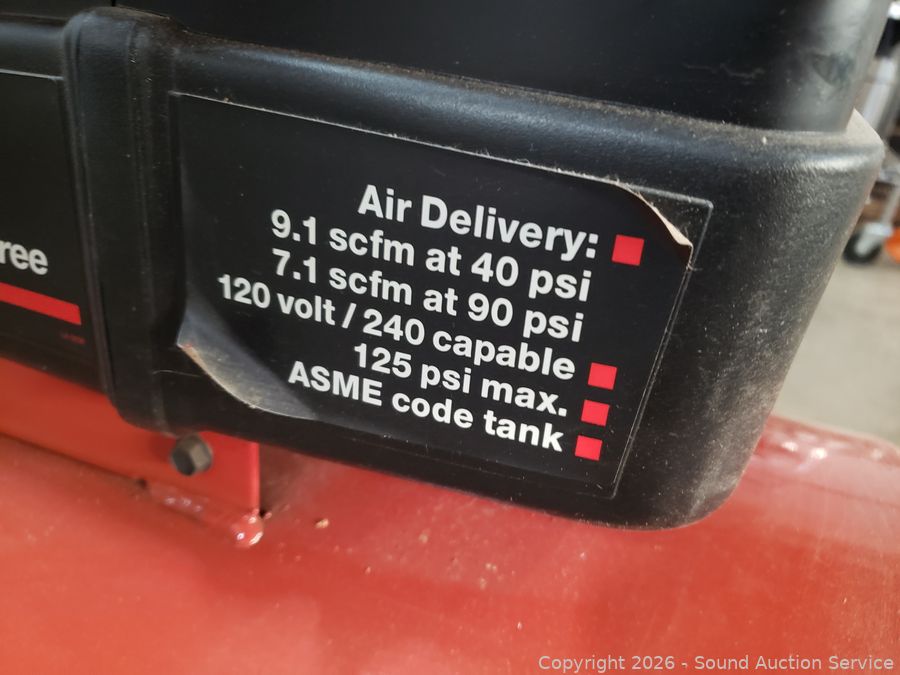 ree
Air Delivery:
9.1 scfm at 40 psi
7.1 scfm at 90 psi
120 volt / 240 capable
125 psi max.
ASME code tank
Copyright 2026 - Sound Auction Service